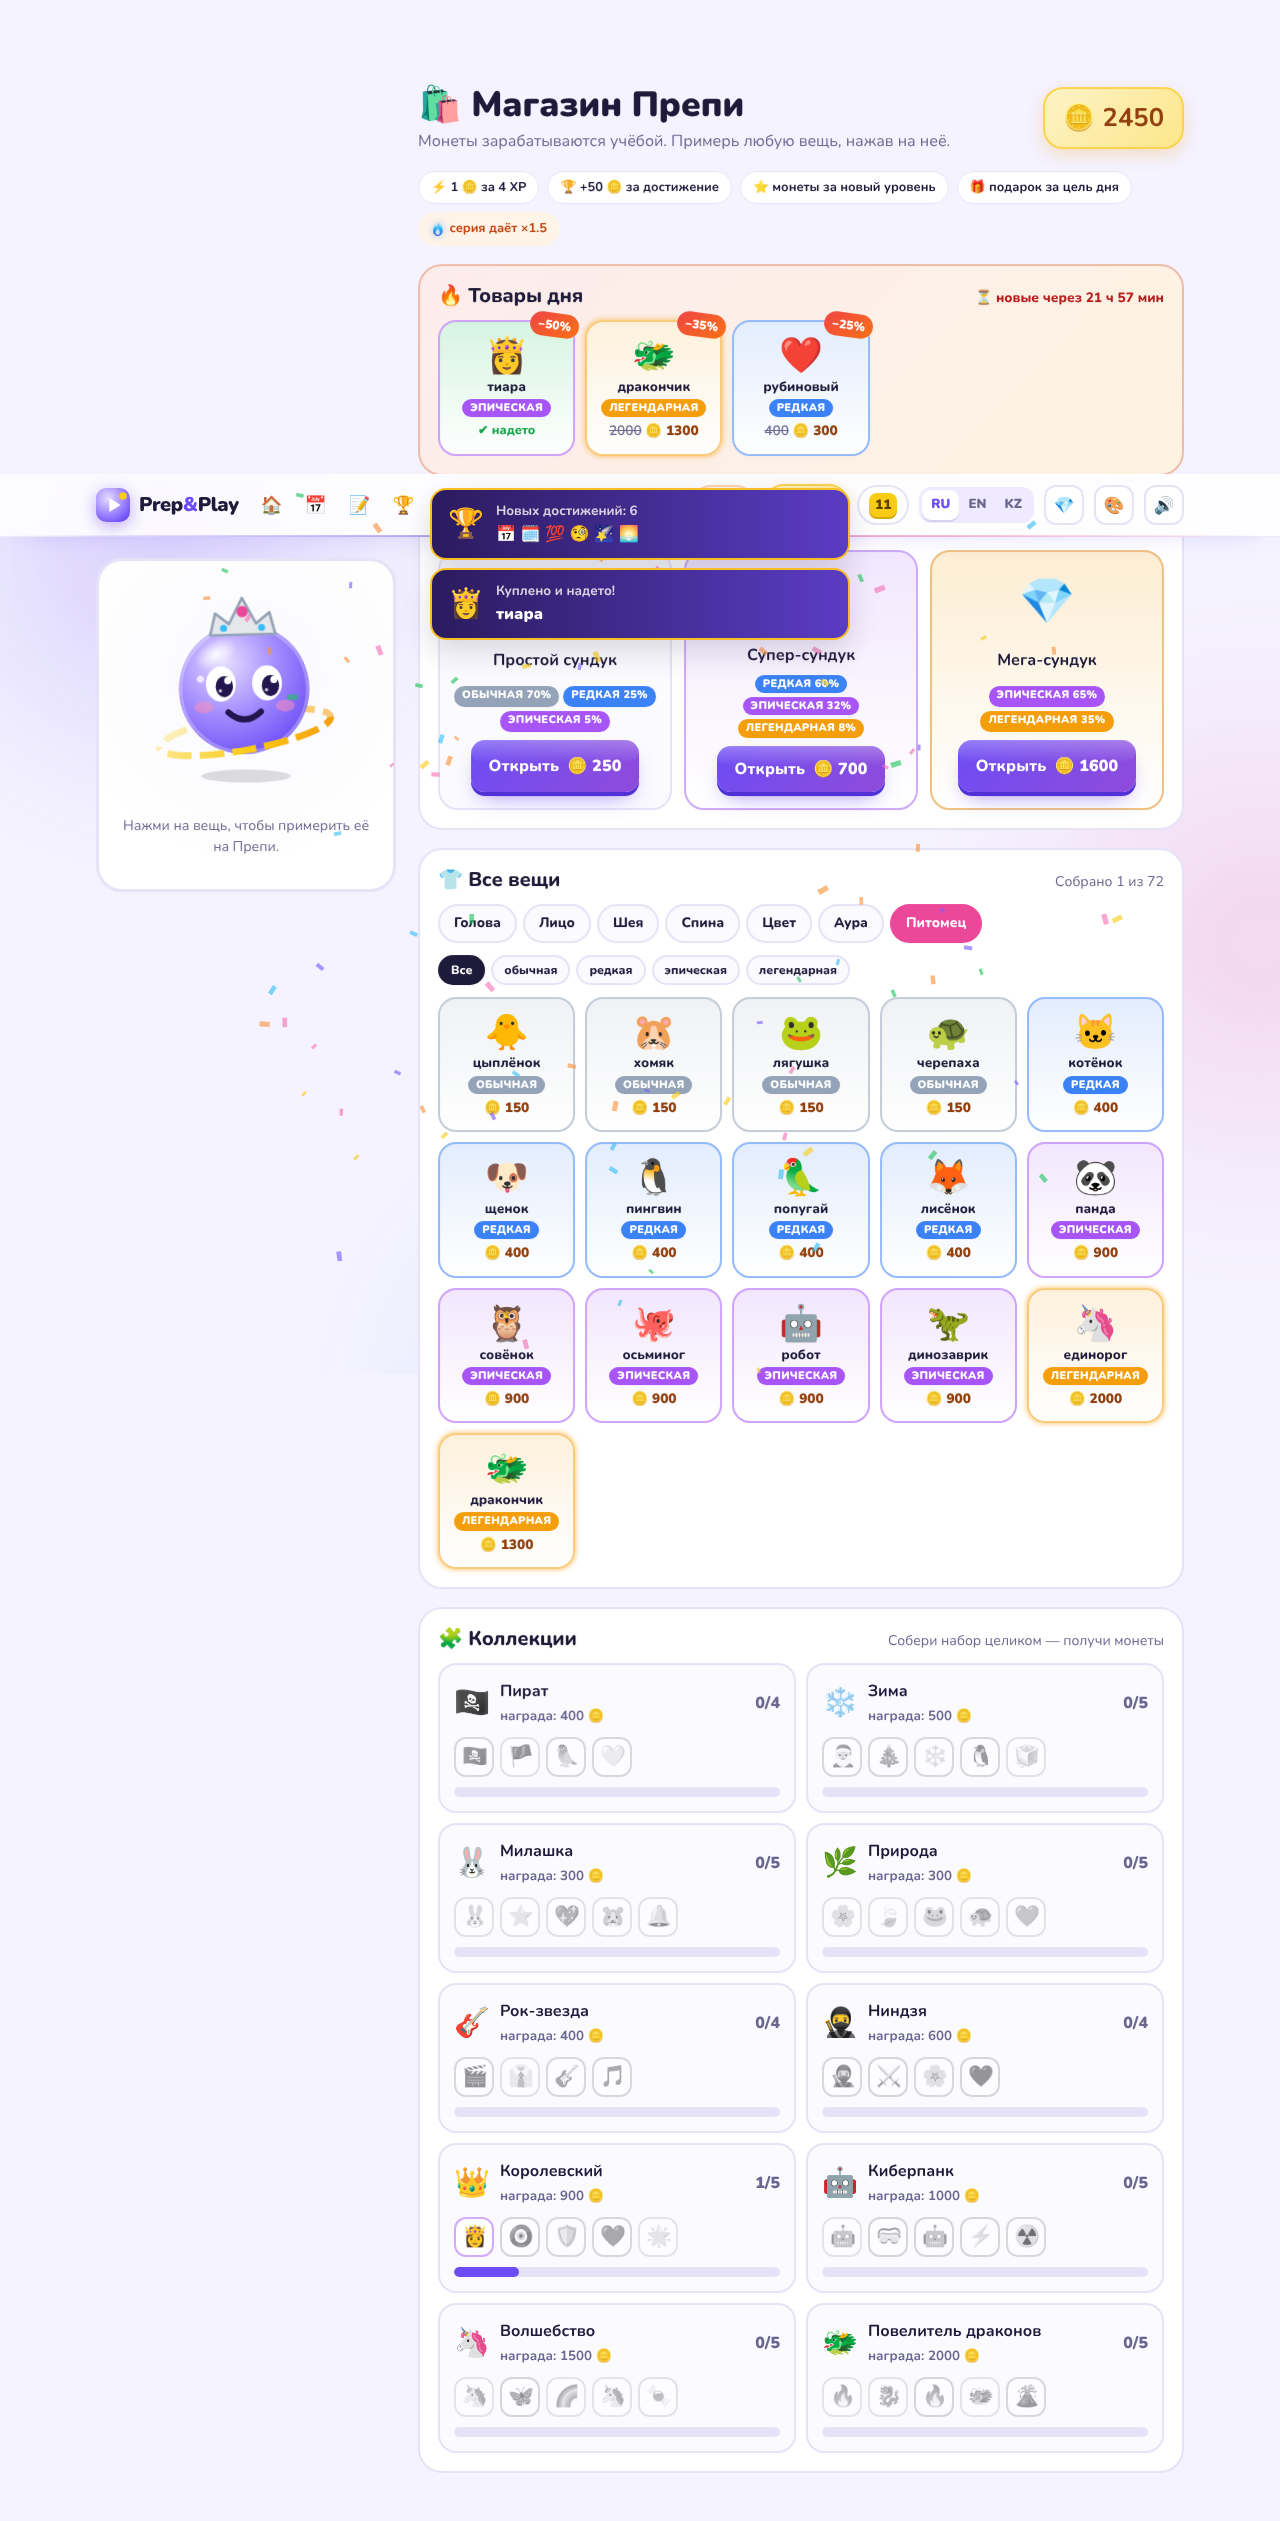 Магазин Препи
Монеты зарабатываются учёбой. Примерь любую вещь, нажав на неё.
2450
1 за 4 XP
+50 за достижение
монеты за новый уровень
подарок за цель дня
серия даёт ×1.5
Товары дня
новые через 21 ч 57 мин
−50%
−35%
−25%
тиара
дракончик
рубиновый
ЭПИЧЕСКАЯ
ЛЕГЕНДАРНАЯ
РЕДКАЯ
✔ надето
2000 1300
400 300
Prep&Play
11
RU EN KZ
Новых достижений: 6
Куплено и надето!
тиара
Простой сундук
Супер-сундук
Мега-сундук
ОБЫЧНАЯ 70% РЕДКАЯ 25%
ЭПИЧЕСКАЯ 5%
РЕДКАЯ 60%
ЭПИЧЕСКАЯ 32%
ЛЕГЕНДАРНАЯ 8%
ЭПИЧЕСКАЯ 65%
ЛЕГЕНДАРНАЯ 35%
Открыть 250
Открыть 700
Открыть 1600
Нажми на вещь, чтобы примерить её
на Препи.
Все вещи
Собрано 1 из 72
Голова Лицо Шея Спина Цвет Аура Питомец
Все обычная редкая эпическая легендарная
цыплёнок хомяк лягушка черепаха котёнок
ОБЫЧНАЯ ОБЫЧНАЯ ОБЫЧНАЯ ОБЫЧНАЯ РЕДКАЯ
150 150 150 150 400
щенок пингвин попугай лисёнок панда
РЕДКАЯ РЕДКАЯ РЕДКАЯ РЕДКАЯ ЭПИЧЕСКАЯ
400 400 400 400 900
совёнок осьминог робот динозаврик единорог
ЭПИЧЕСКАЯ ЭПИЧЕСКАЯ ЭПИЧЕСКАЯ ЭПИЧЕСКАЯ ЛЕГЕНДАРНАЯ
900 900 900 900 2000
дракончик
ЛЕГЕНДАРНАЯ
1300
Коллекции
Собери набор целиком — получи монеты
Пират
награда: 400
0/4
Зима
награда: 500
0/5
Милашка
награда: 300
0/5
Природа
награда: 300
0/5
Рок-звезда
награда: 400
0/4
Ниндзя
награда: 600
0/4
Королевский
награда: 900
1/5
Киберпанк
награда: 1000
0/5
Волшебство
награда: 1500
0/5
Повелитель драконов
награда: 2000
0/5